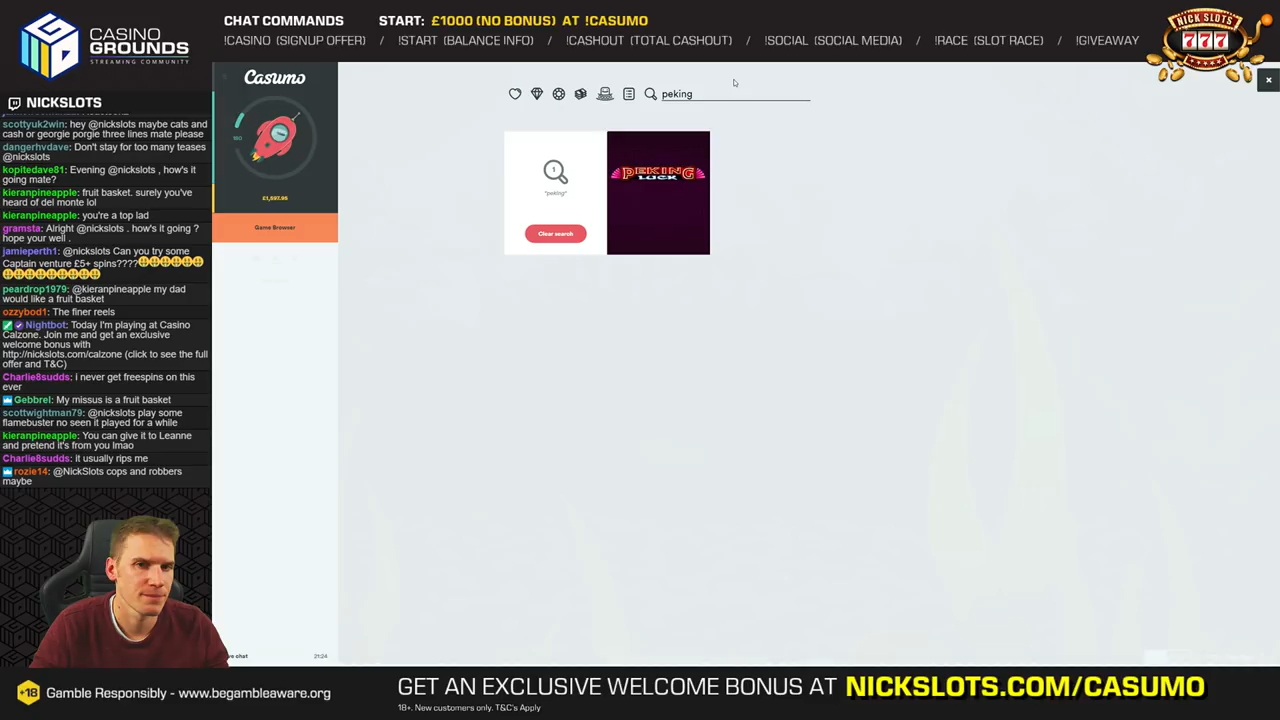 CASINO
GROUNDS
STREAMING COMMUNITY
CHAT COMMANDS
START: £1000 (NO BONUS) AT !CASUMO
!CASINO (SIGNUP OFFER) / !START (BALANCE INFO) / !CASHOUT (TOTAL CASHOUT) / !SOCIAL (SOCIAL MEDIA) / !RACE (SLOT RACE) / !GIVEAWAY
NICK SLOTS
777
NICKSLOTS
scottyuk2win: hey @nickslots maybe cats and
cash or georgie porgie three lines mate please
dangerhvdave: Don't stay for too many teases
@nickslots
kopitedave81: Evening @nickslots , how's it
going mate?
kieranpineapple: fruit basket. surely you've
heard of del monte lol
kieranpineapple: you're a top lad
gramsta: Alright @nickslots . how's it going ?
hope your well .
jamieperth1: @nickslots Can you try some
Captain venture £5+ spins????
peardrop1979: @kieranpineapple my dad
would like a fruit basket
ozzybod1: The finer reels
Nightbot: Today I'm playing at Casino
Calzone. Join me and get an exclusive
welcome bonus with
http://nickslots.com/calzone (click to see the full
offer and T&C)
Charlie8sudds: i never get freespins on this
ever
Gebbrel: My missus is a fruit basket
scottwightman79: @nickslots play some
flamebuster no seen it played for a while
kieranpineapple: You can give it to Leanne
and pretend it's from you lmao
Charlie8sudds: it usually rips me
rozie14: @NickSlots cops and robbers
maybe
Casumo
150
£1,597.95
Game Browser
peking
1
"peking"
Clear search
PEKING
LUCK
ve chat
21:24
+18 Gamble Responsibly - www.begambleaware.org
GET AN EXCLUSIVE WELCOME BONUS AT NICKSLOTS.COM/CASUMO
18+. New customers only. T&C's Apply